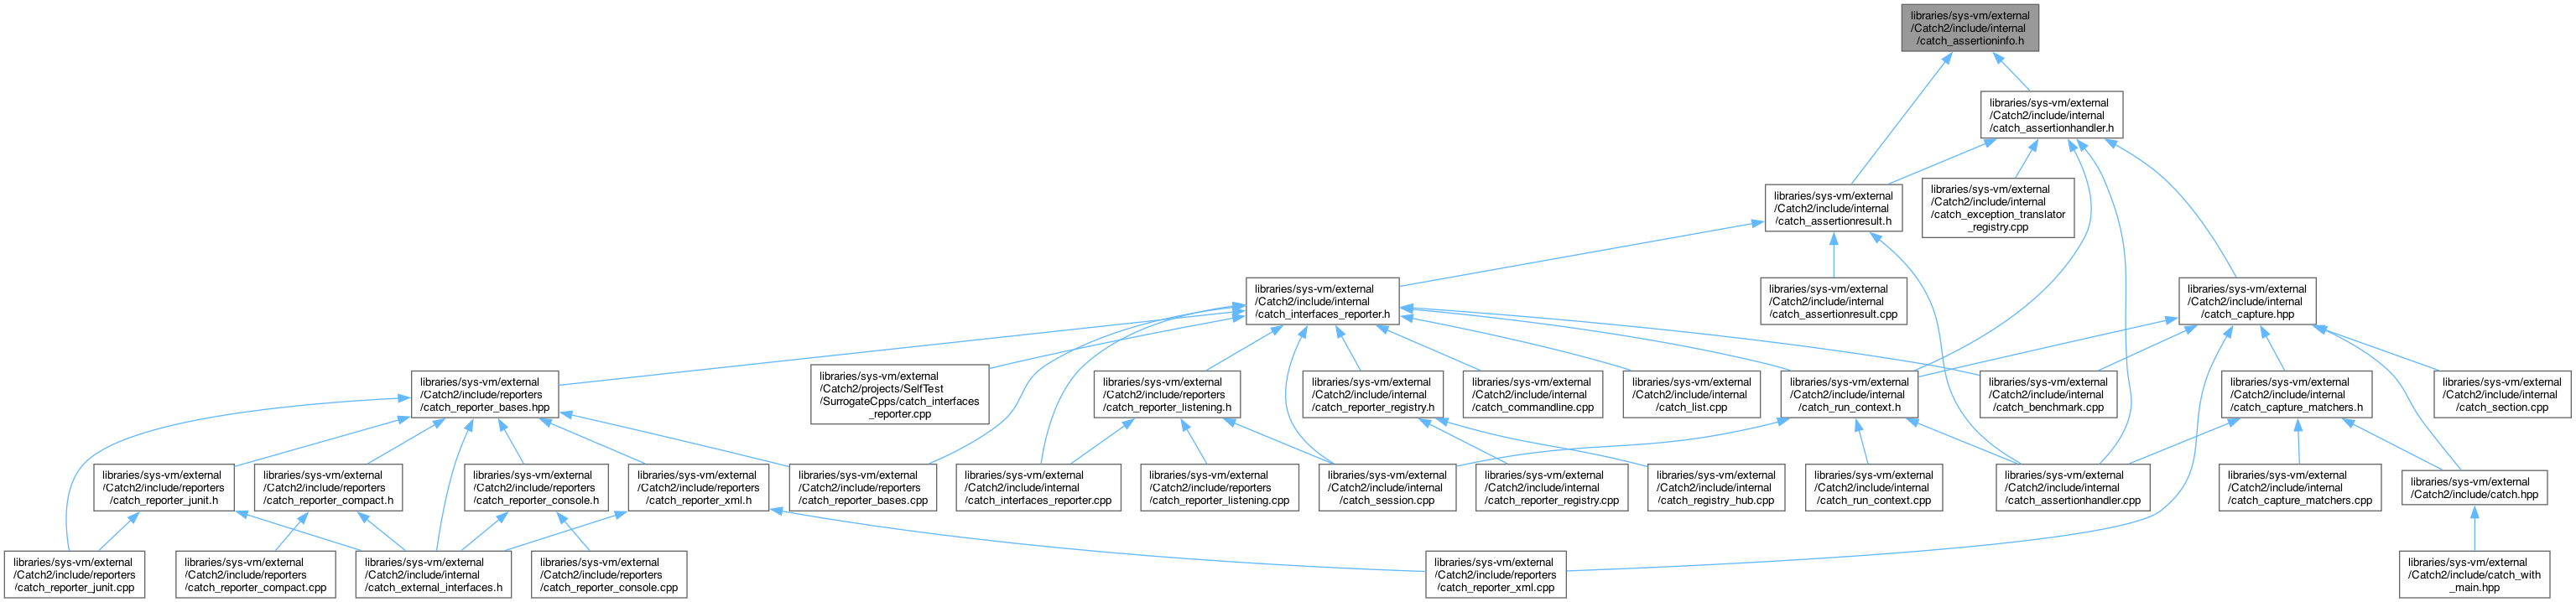 libraries/sys-vm/external
/Catch2/include/internal
/catch_assertioninfo.h
libraries/sys-vm/external
/Catch2/include/internal
/catch_assertionhandler.h
libraries/sys-vm/external
/Catch2/include/internal
/catch_assertionresult.h
libraries/sys-vm/external
/Catch2/include/internal
/catch_exception_translator
_registry.cpp
libraries/sys-vm/external
/Catch2/include/internal
/catch_interfaces_reporter.h
libraries/sys-vm/external
/Catch2/include/internal
/catch_assertionresult.cpp
libraries/sys-vm/external
/Catch2/include/internal
/catch_capture.hpp
libraries/sys-vm/external
/Catch2/include/reporters
/catch_reporter_bases.hpp
libraries/sys-vm/external
/Catch2/projects/SelfTest
/SurrogateCpps/catch_interfaces
_reporter.cpp
libraries/sys-vm/external
/Catch2/include/reporters
/catch_reporter_listening.h
libraries/sys-vm/external
/Catch2/include/internal
/catch_reporter_registry.h
libraries/sys-vm/external
/Catch2/include/internal
/catch_commandline.cpp
libraries/sys-vm/external
/Catch2/include/internal
/catch_list.cpp
libraries/sys-vm/external
/Catch2/include/internal
/catch_run_context.h
libraries/sys-vm/external
/Catch2/include/internal
/catch_benchmark.cpp
libraries/sys-vm/external
/Catch2/include/internal
/catch_capture_matchers.h
libraries/sys-vm/external
/Catch2/include/internal
/catch_section.cpp
libraries/sys-vm/external
/Catch2/include/reporters
/catch_reporter_junit.h
libraries/sys-vm/external
/Catch2/include/reporters
/catch_reporter_compact.h
libraries/sys-vm/external
/Catch2/include/reporters
/catch_reporter_console.h
libraries/sys-vm/external
/Catch2/include/reporters
/catch_reporter_xml.h
libraries/sys-vm/external
/Catch2/include/reporters
/catch_reporter_bases.cpp
libraries/sys-vm/external
/Catch2/include/internal
/catch_interfaces_reporter.cpp
libraries/sys-vm/external
/Catch2/include/reporters
/catch_reporter_listening.cpp
libraries/sys-vm/external
/Catch2/include/internal
/catch_session.cpp
libraries/sys-vm/external
/Catch2/include/internal
/catch_reporter_registry.cpp
libraries/sys-vm/external
/Catch2/include/internal
/catch_registry_hub.cpp
libraries/sys-vm/external
/Catch2/include/internal
/catch_run_context.cpp
libraries/sys-vm/external
/Catch2/include/internal
/catch_assertionhandler.cpp
libraries/sys-vm/external
/Catch2/include/internal
/catch_capture_matchers.cpp
libraries/sys-vm/external
/Catch2/include/catch.hpp
libraries/sys-vm/external
/Catch2/include/reporters
/catch_reporter_junit.cpp
libraries/sys-vm/external
/Catch2/include/reporters
/catch_reporter_compact.cpp
libraries/sys-vm/external
/Catch2/include/internal
/catch_external_interfaces.h
libraries/sys-vm/external
/Catch2/include/reporters
/catch_reporter_console.cpp
libraries/sys-vm/external
/Catch2/include/reporters
/catch_reporter_xml.cpp
libraries/sys-vm/external
/Catch2/include/catch_with
_main.hpp